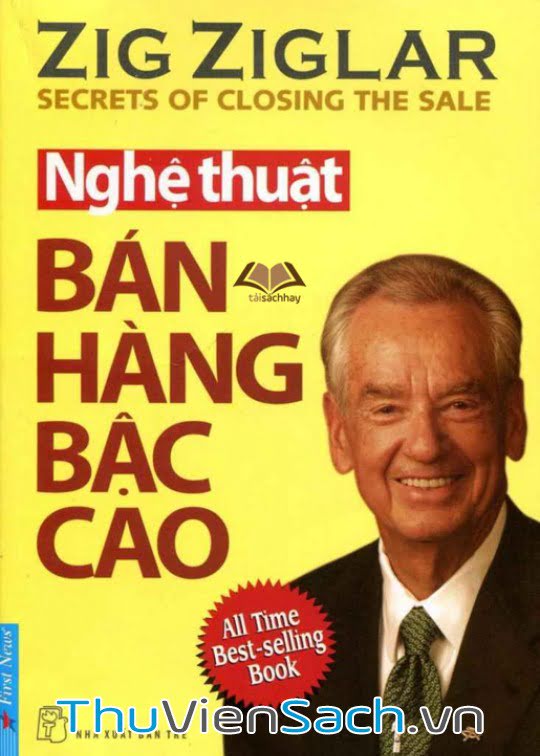 ZIG ZIGLAR
SECRETS OF CLOSING THE SALE
Nghệ thuật
BÁN
HÀNG
BẬC
CAO
tảisachhay
All Time
Best-selling
Book
First News
ThuVienSach.vn
NHÀ XUẤT BẢN TRẺ